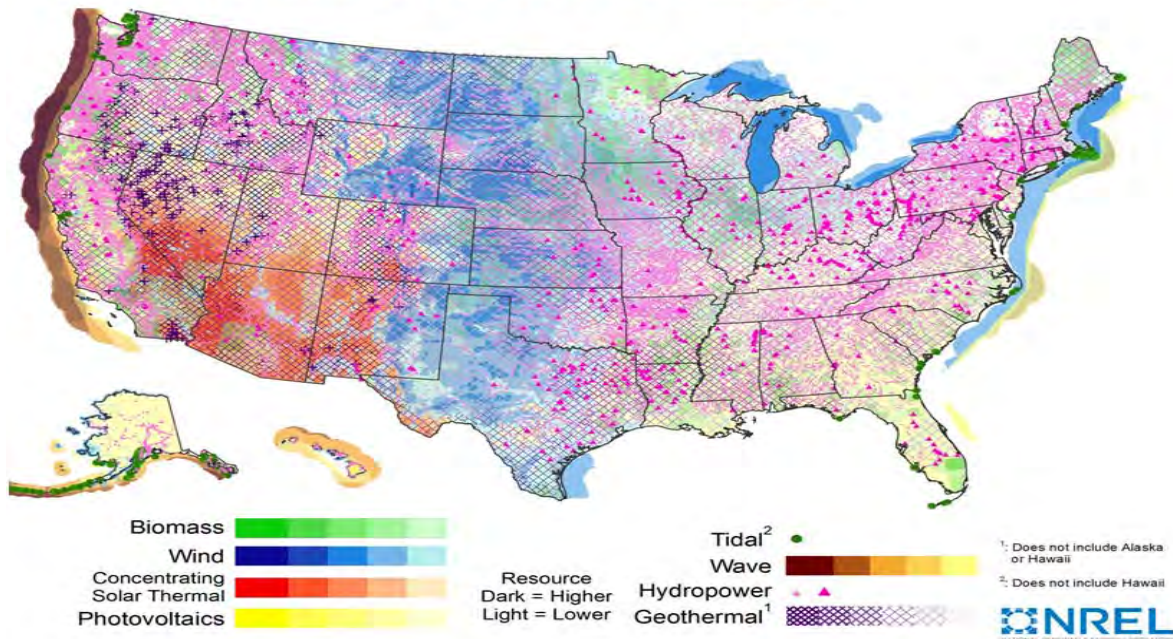 Biomass
Wind
Concentrating
Solar Thermal
Photovoltaics
Resource
Dark = Higher
Light = Lower
Tidal²
Wave
Hydropower
Geothermal¹
¹: Does not include Alaska
or Hawaii
²: Does not include Hawaii
NREL